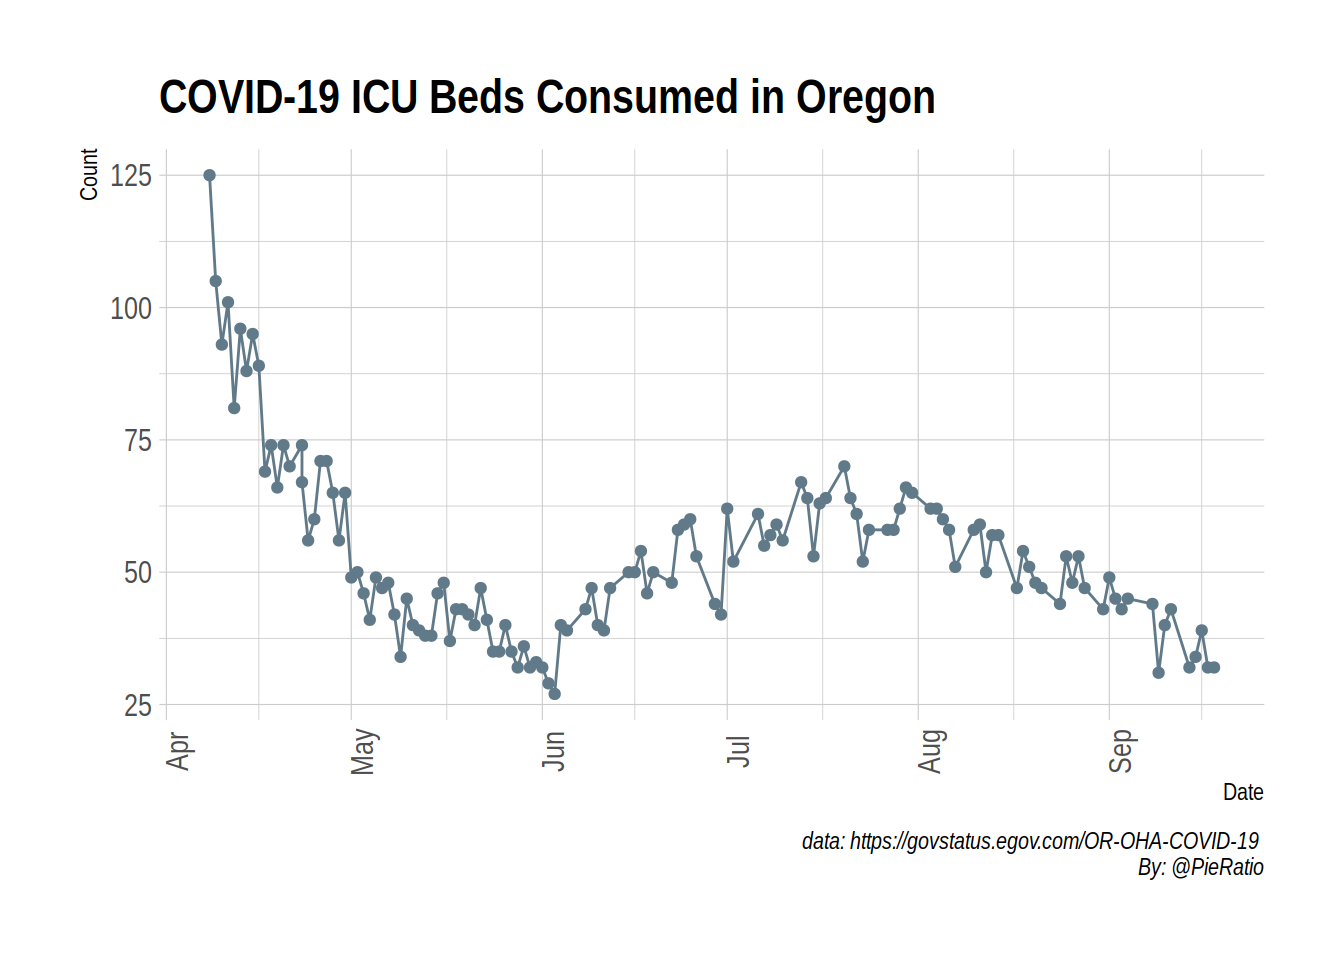 COVID-19 ICU Beds Consumed in Oregon
Count
125
100
75
50
25
Apr
May
Jun
Jul
Aug
Sep
Date
data: https://govstatus.egov.com/OR-OHA-COVID-19
By: @PieRatio